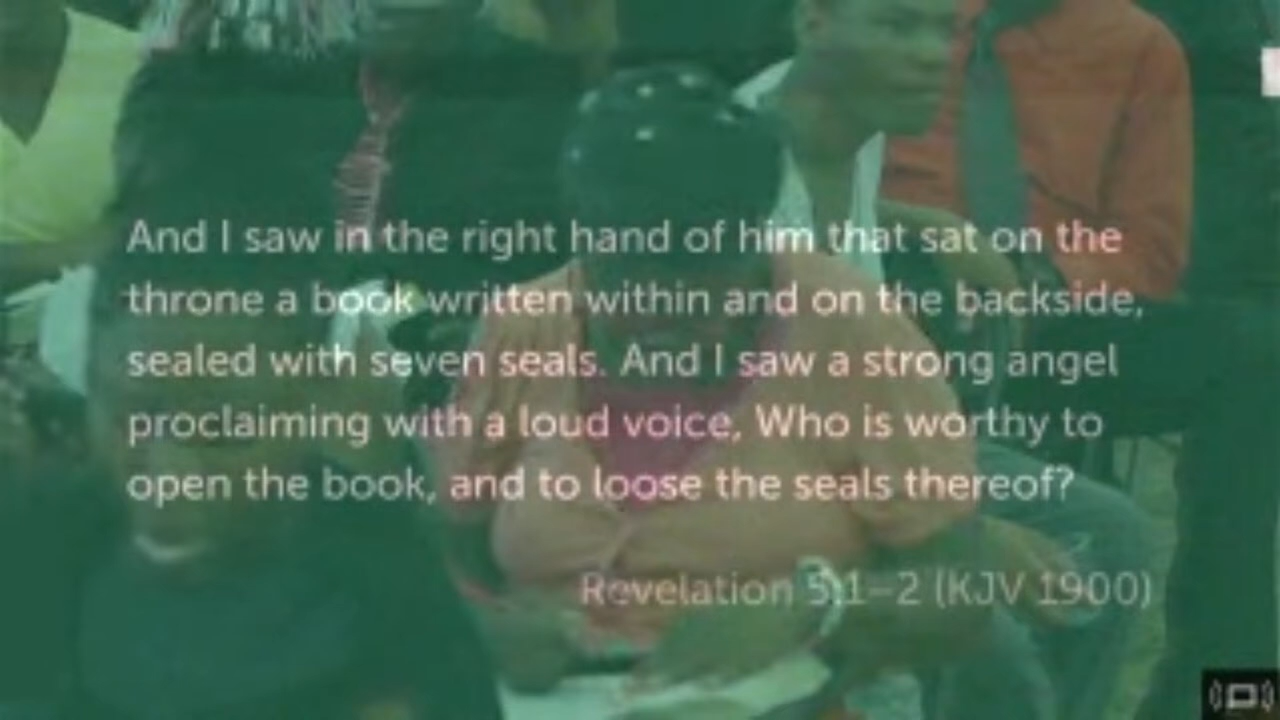 And I saw in the right hand of him that sat on the
throne a book written within and on the backside,
sealed with seven seals. And I saw a strong angel
proclaiming with a loud voice, Who is worthy to
open the book, and to loose the seals thereof?
Revelation 5:1–2 (KJV 1900)